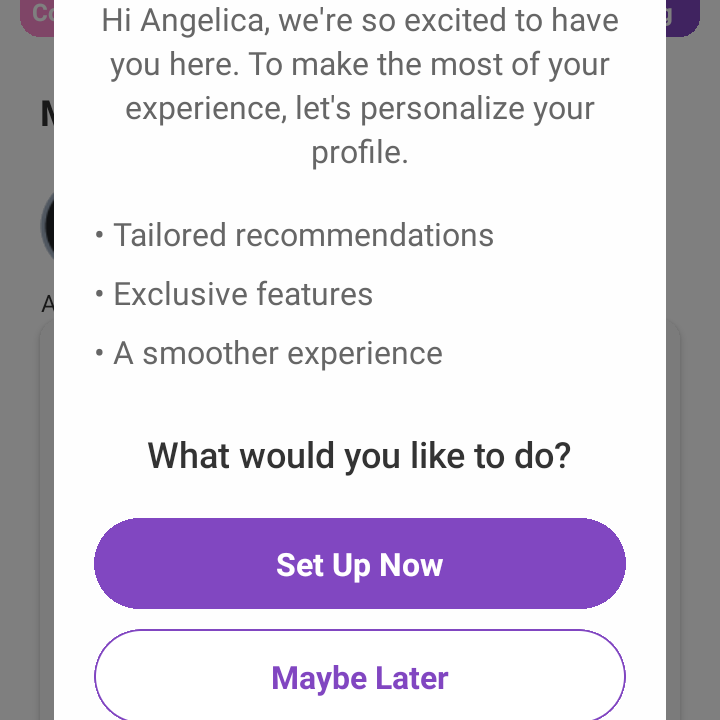 Hi Angelica, we're so excited to have
you here. To make the most of your
experience, let's personalize your
profile.
• Tailored recommendations
• Exclusive features
• A smoother experience
What would you like to do?
Set Up Now
Maybe Later